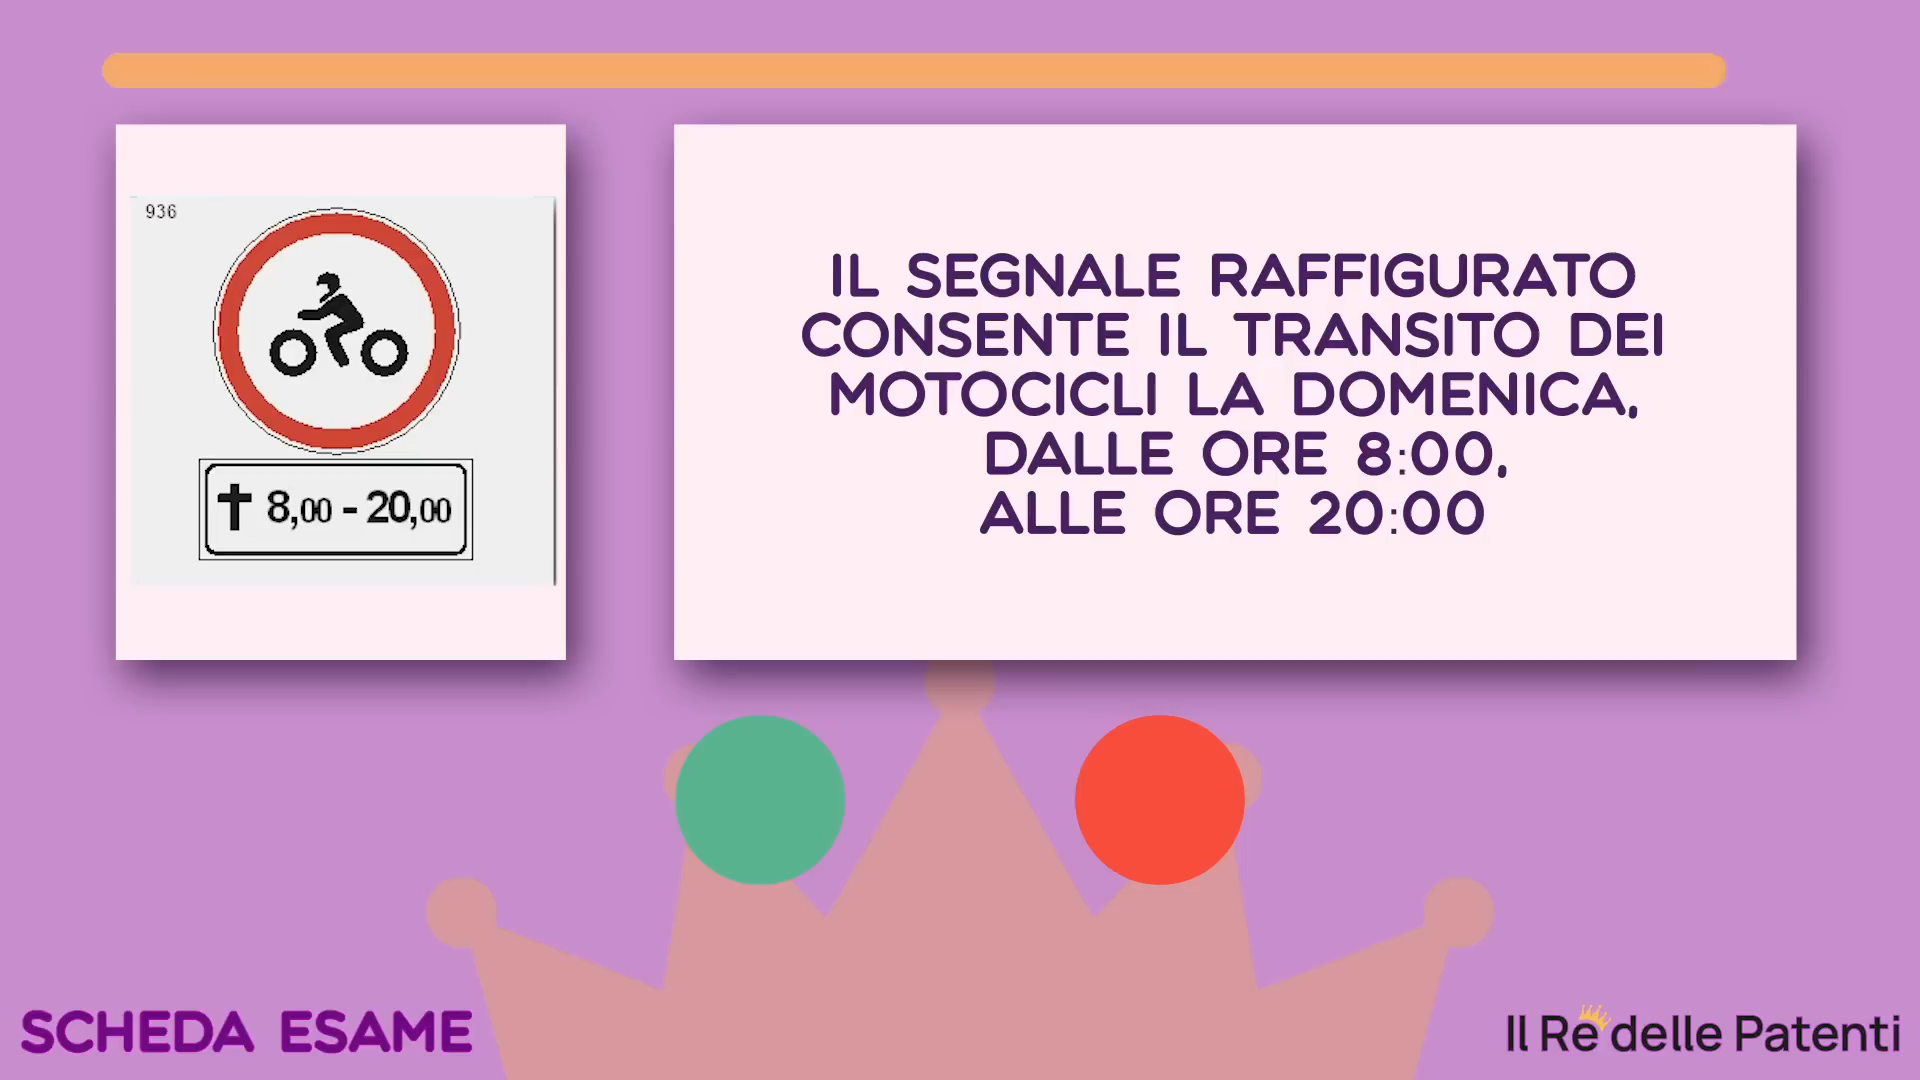 936
✝ 8,00 - 20,00
IL SEGNALE RAFFIGURATO
CONSENTE IL TRANSITO DEI
MOTOCICLI LA DOMENICA,
DALLE ORE 8:00,
ALLE ORE 20:00
SCHEDA ESAME
Il Re delle Patenti